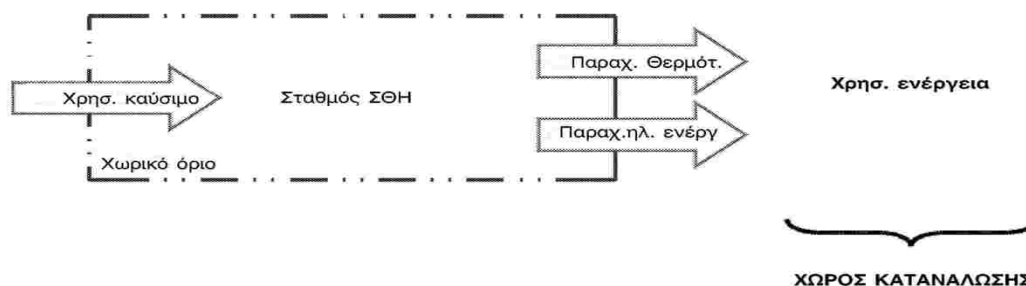 Παραχ. Θερμότ.
Χρησ. ενέργεια
Χρησ. καύσιμο
Σταθμός ΣΘΗ
Παραχ.ηλ. ενέργ
Χωρικό όριο
ΧΩΡΟΣ ΚΑΤΑΝΑΛΩΣΗΣ